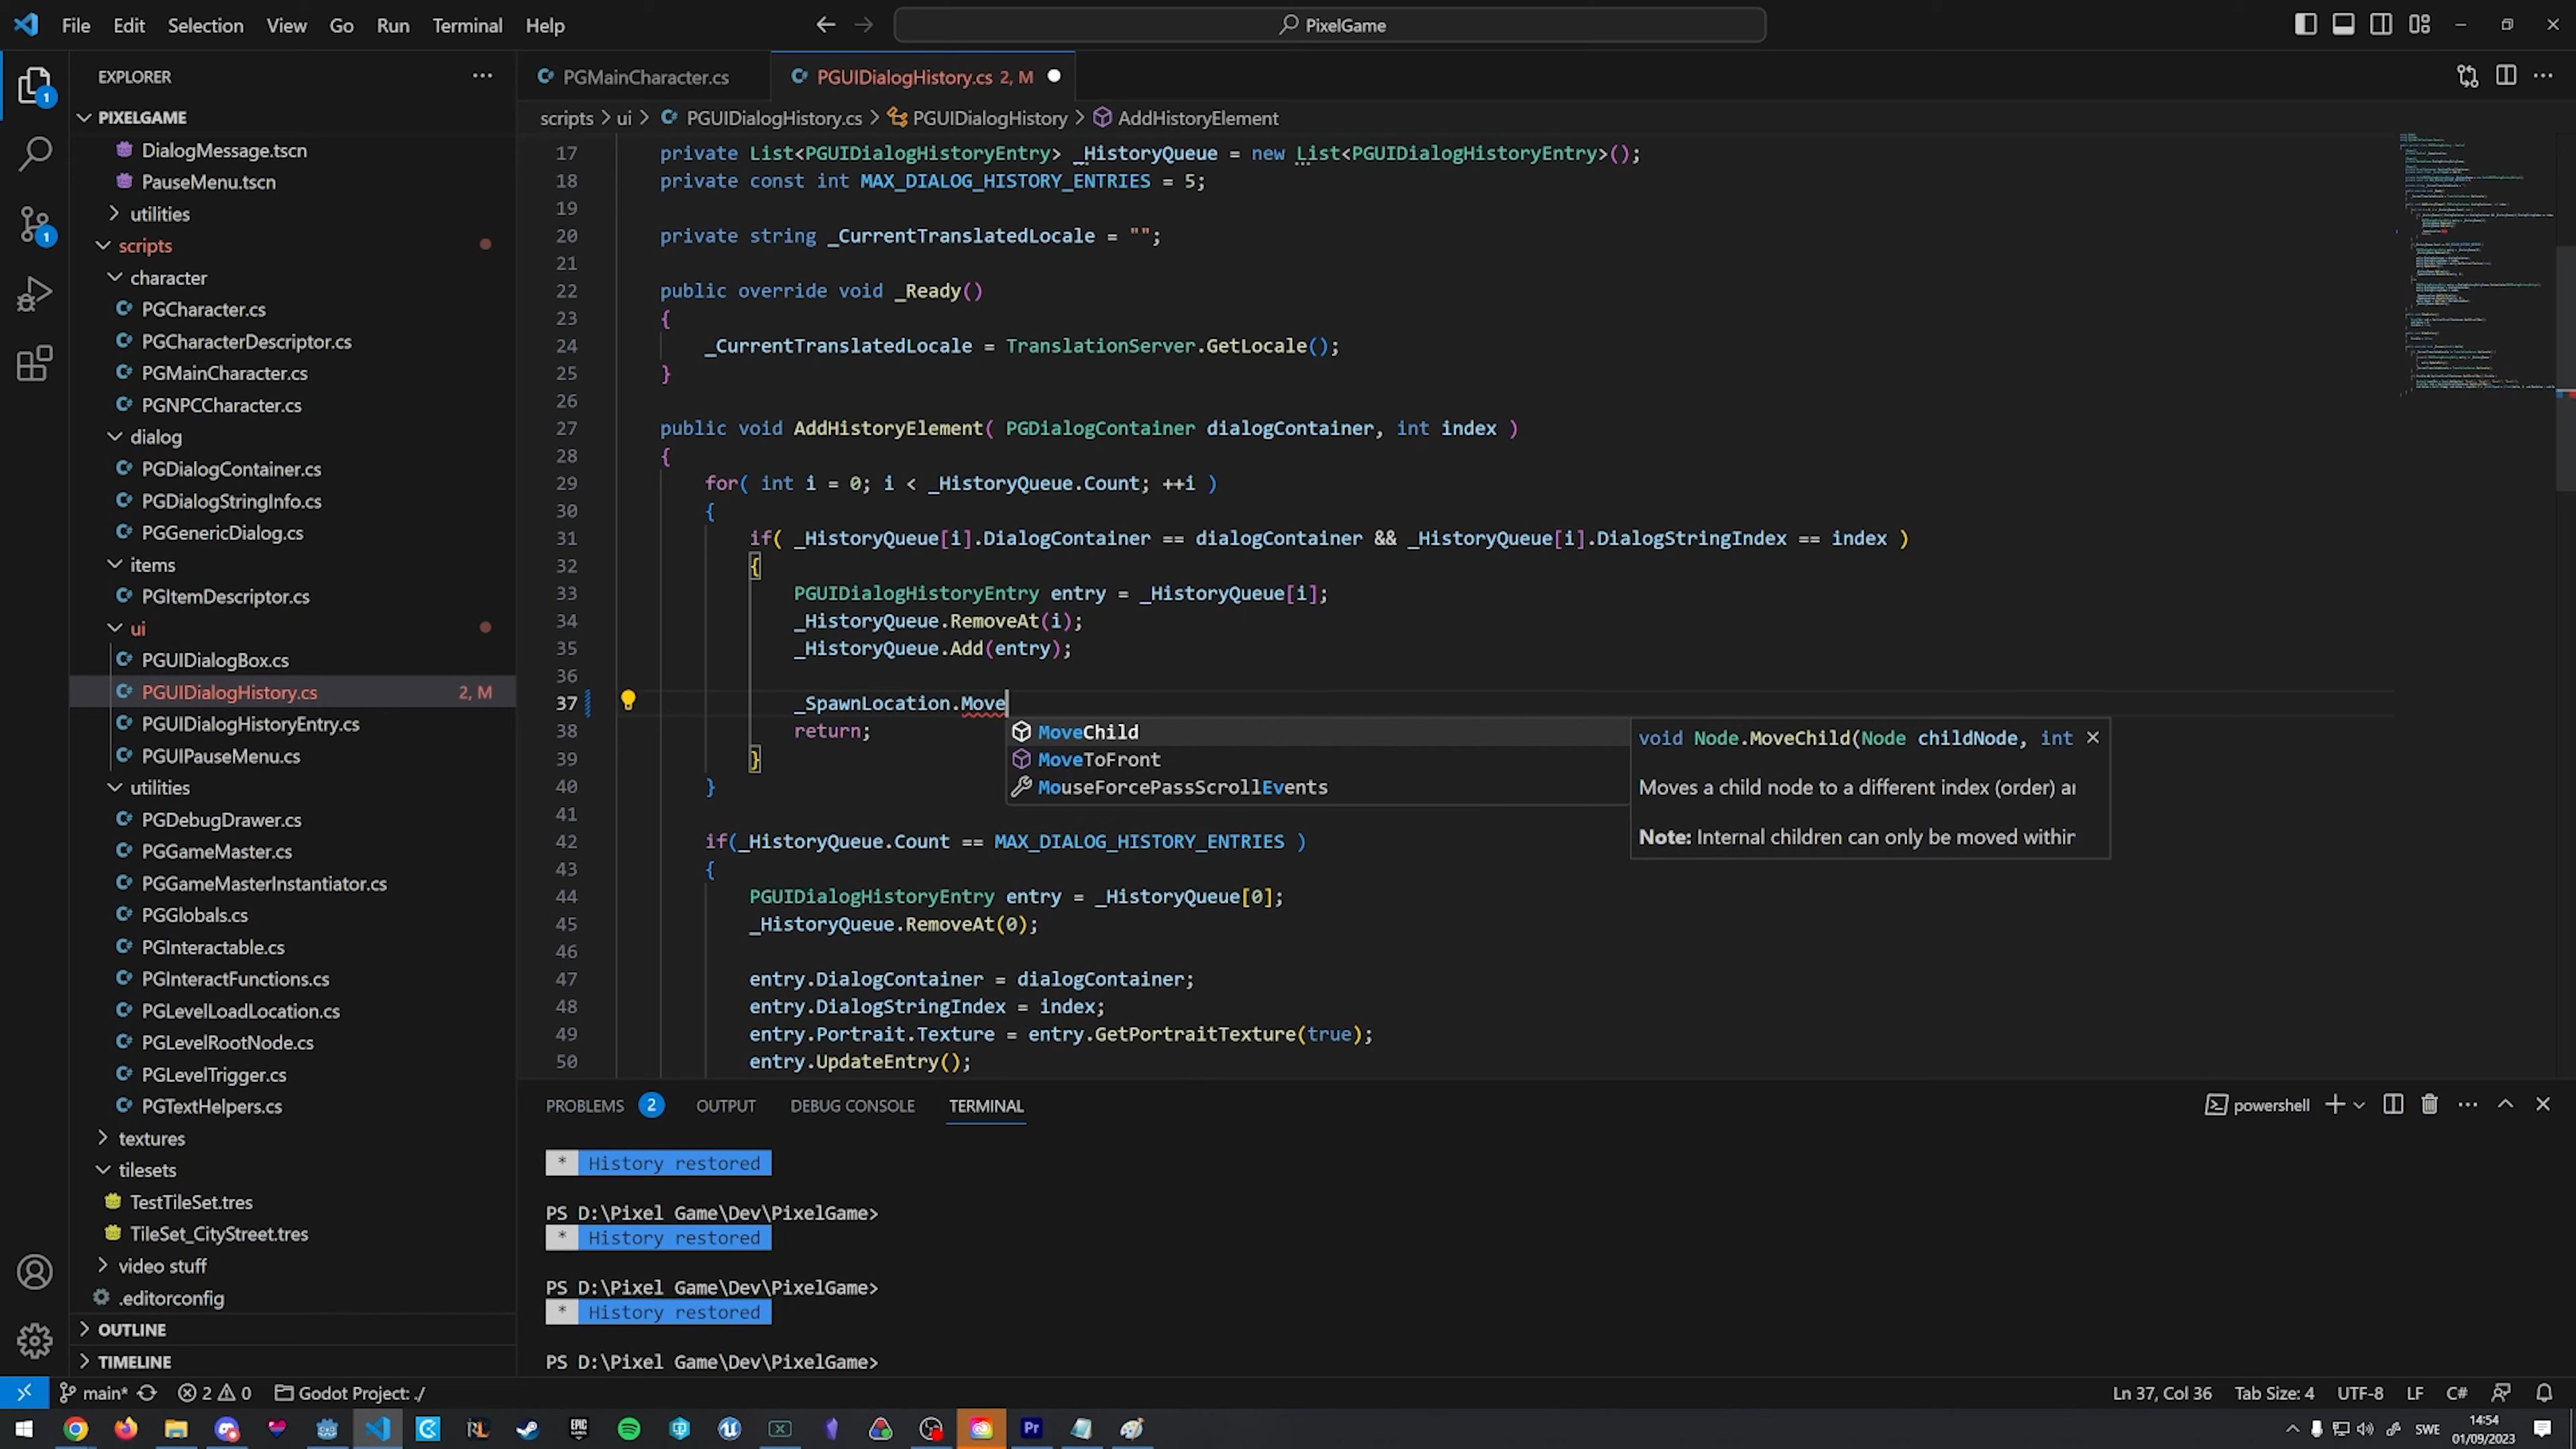 File Edit Selection View Go Run Terminal Help
PixelGame
EXPLORER
PIXELGAME
DialogMessage.tscn
PauseMenu.tscn
utilities
scripts
character
PGCharacter.cs
PGCharacterDescriptor.cs
PGMainCharacter.cs
PGNPCCharacter.cs
dialog
PGDialogContainer.cs
PGDialogStringInfo.cs
PGGenericDialog.cs
items
PGItemDescriptor.cs
ui
PGUIDialogBox.cs
PGUIDialogHistory.cs 2, M
PGUIDialogHistoryEntry.cs
PGUIPauseMenu.cs
utilities
PGDebugDrawer.cs
PGGameMaster.cs
PGGameMasterInstantiator.cs
PGGlobals.cs
PGInteractable.cs
PGInteractFunctions.cs
PGLevelLoadLocation.cs
PGLevelRootNode.cs
PGLevelTrigger.cs
PGTextHelpers.cs
textures
tilesets
TestTileSet.tres
TileSet_CityStreet.tres
video stuff
.editorconfig
OUTLINE
TIMELINE
1
1
PGMainCharacter.cs
PGUIDialogHistory.cs 2, M
scripts > ui > PGUIDialogHistory.cs > PGUIDialogHistory > AddHistoryElement
17 private List<PGUIDialogHistoryEntry> _HistoryQueue = new List<PGUIDialogHistoryEntry>();
18 private const int MAX_DIALOG_HISTORY_ENTRIES = 5;
19
20 private string _CurrentTranslatedLocale = "";
21
22 public override void _Ready()
23 {
24 _CurrentTranslatedLocale = TranslationServer.GetLocale();
25 }
26
27 public void AddHistoryElement( PGDialogContainer dialogContainer, int index )
28 {
29 for( int i = 0; i < _HistoryQueue.Count; ++i )
30 {
31 if( _HistoryQueue[i].DialogContainer == dialogContainer && _HistoryQueue[i].DialogStringIndex == index )
32 {
33 PGUIDialogHistoryEntry entry = _HistoryQueue[i];
34 _HistoryQueue.RemoveAt(i);
35 _HistoryQueue.Add(entry);
36
37 _SpawnLocation.Move
38 return;
39 }
40 }
41
42 if(_HistoryQueue.Count == MAX_DIALOG_HISTORY_ENTRIES )
43 {
44 PGUIDialogHistoryEntry entry = _HistoryQueue[0];
45 _HistoryQueue.RemoveAt(0);
46
47 entry.DialogContainer = dialogContainer;
48 entry.DialogStringIndex = index;
49 entry.Portrait.Texture = entry.GetPortraitTexture(true);
50 entry.UpdateEntry();
MoveChild
MoveToFront
MouseForcePassScrollEvents
void Node.MoveChild(Node childNode, int
Moves a child node to a different index (order) ar
Note: Internal children can only be moved within
PROBLEMS 2 OUTPUT DEBUG CONSOLE TERMINAL
powershell
* History restored
PS D:\Pixel Game\Dev\PixelGame>
* History restored
PS D:\Pixel Game\Dev\PixelGame>
* History restored
PS D:\Pixel Game\Dev\PixelGame>
main* 2 0 Godot Project: ./
Ln 37, Col 36 Tab Size: 4 UTF-8 LF C#
EPIC GAMES
Pr
SWE
14:54
01/09/2023